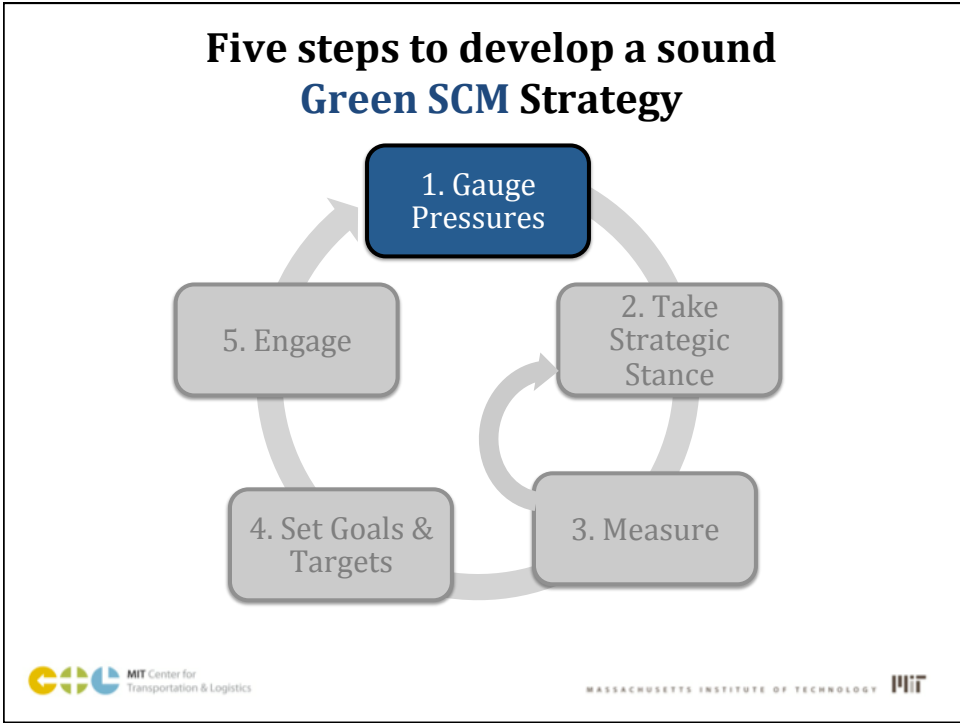 Five steps to develop a sound
Green SCM Strategy
1. Gauge
Pressures
2. Take
Strategic
Stance
3. Measure
4. Set Goals &
Targets
5. Engage
MIT Center for
Transportation & Logistics
MASSACHUSETTS INSTITUTE OF TECHNOLOGY